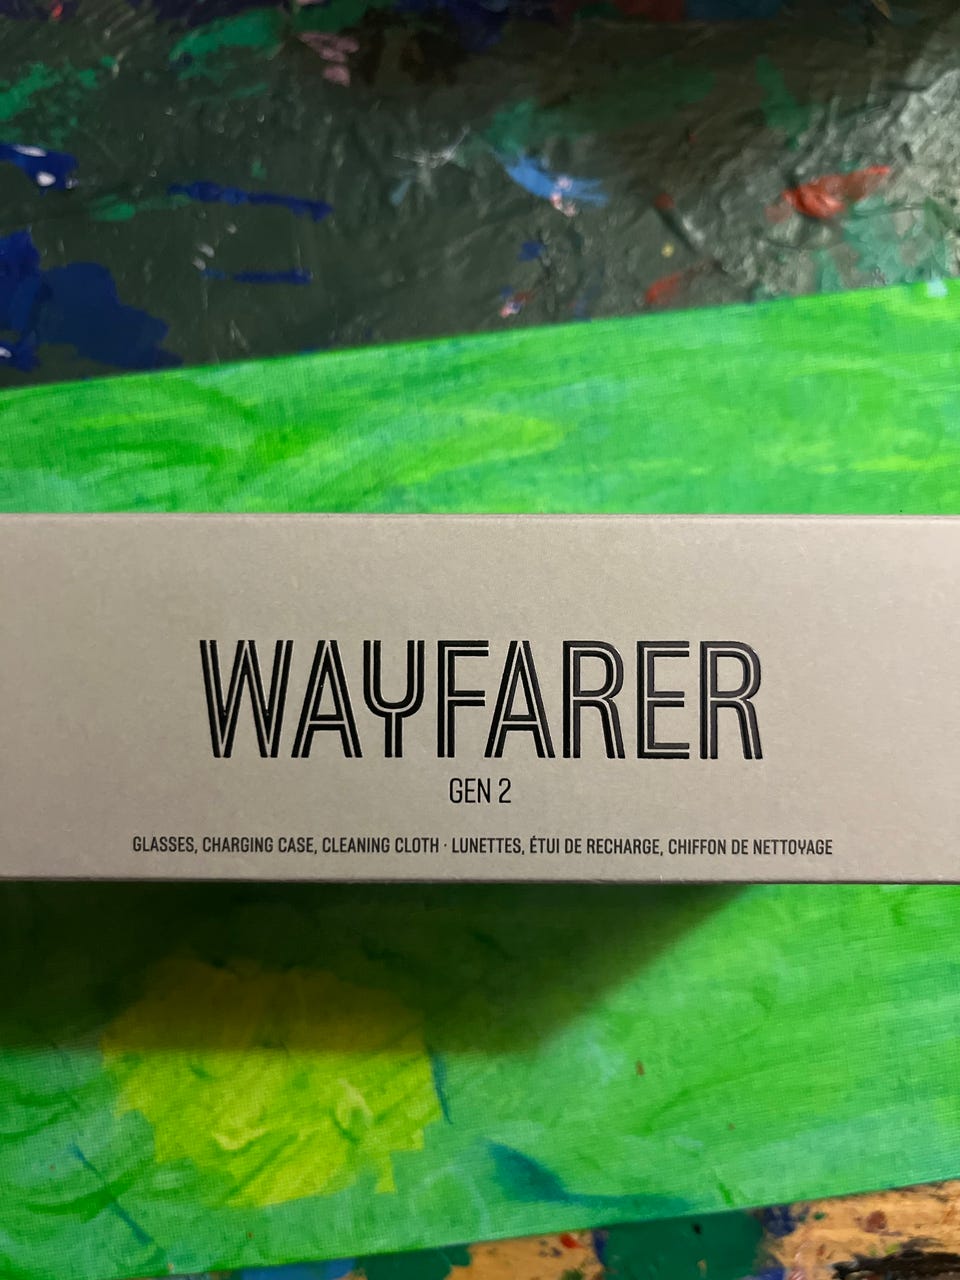 WAYFARER
GEN 2
GLASSES, CHARGING CASE, CLEANING CLOTH · LUNETTES, ÉTUI DE RECHARGE, CHIFFON DE NETTOYAGE